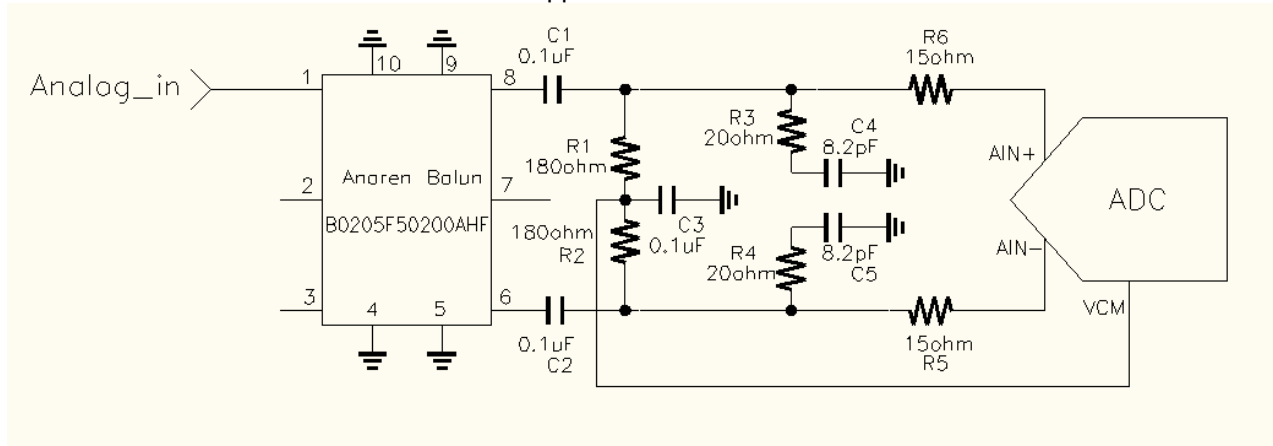 Analog_in
1
2
3
10
9
8
7
6
4
5
Anaren Balun
B0205F50200AHF
C1
0.1uF
0.1uF
C2
R1
180ohm
180ohm
R2
C3
0.1uF
R3
20ohm
C4
8.2pF
R4
20ohm
8.2pF
C5
R6
15ohm
15ohm
R5
AIN+
AIN-
ADC
VCM